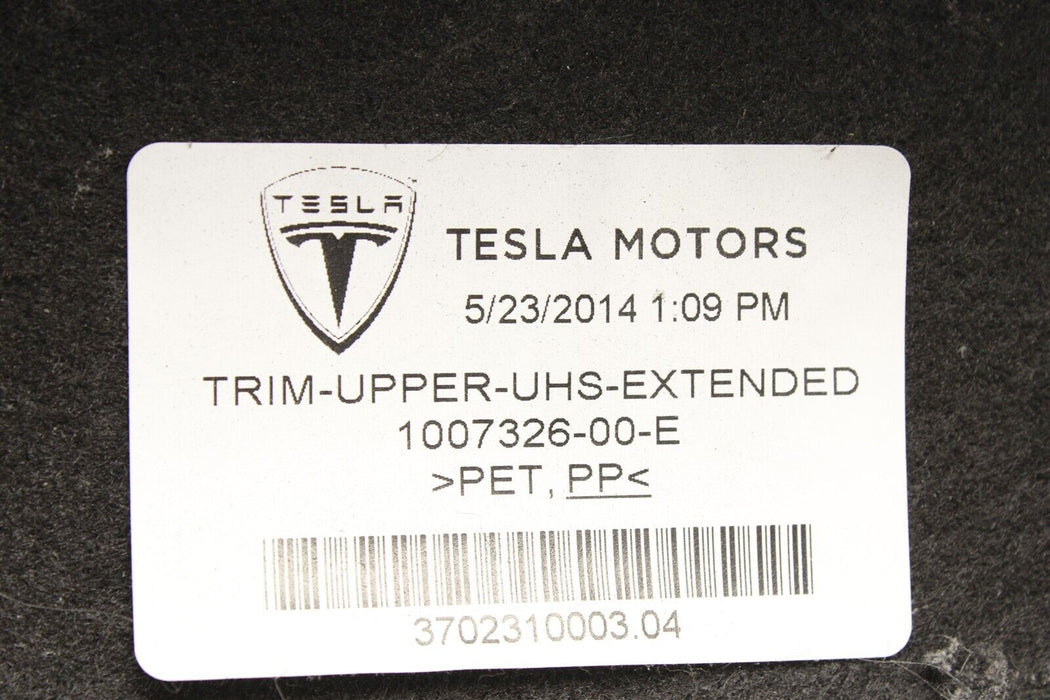 TESLA
TESLA MOTORS
5/23/2014 1:09 PM
TRIM-UPPER-UHS-EXTENDED
1007326-00-E
>PET, PP<
3702310003.04